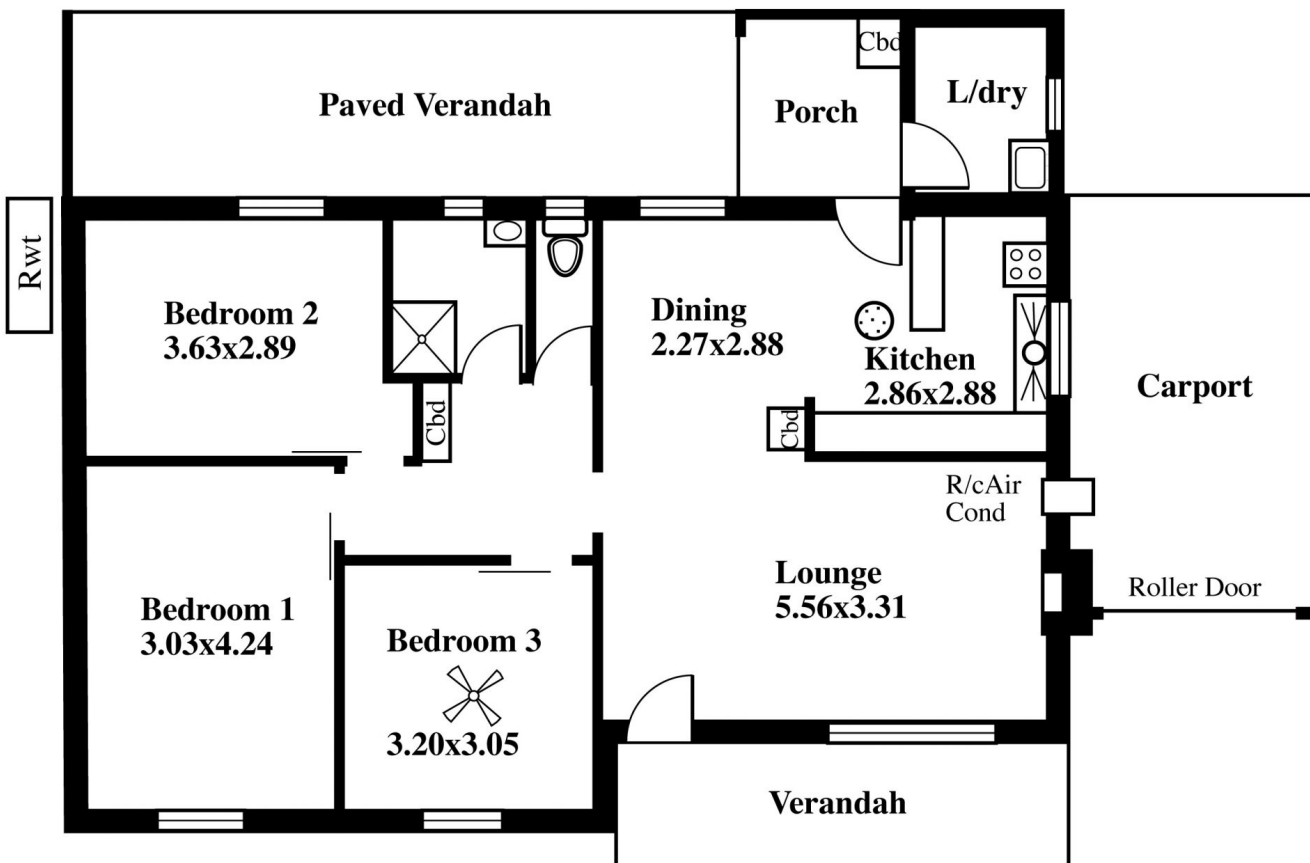 Cbd
Paved Verandah
Porch
L/dry
Rwt
Bedroom 2
3.63x2.89
Dining
2.27x2.88
Kitchen
2.86x2.88
Carport
Cbd
Cbd
R/cAir
Cond
Bedroom 1
3.03x4.24
Bedroom 3
3.20x3.05
Lounge
5.56x3.31
Roller Door
Verandah